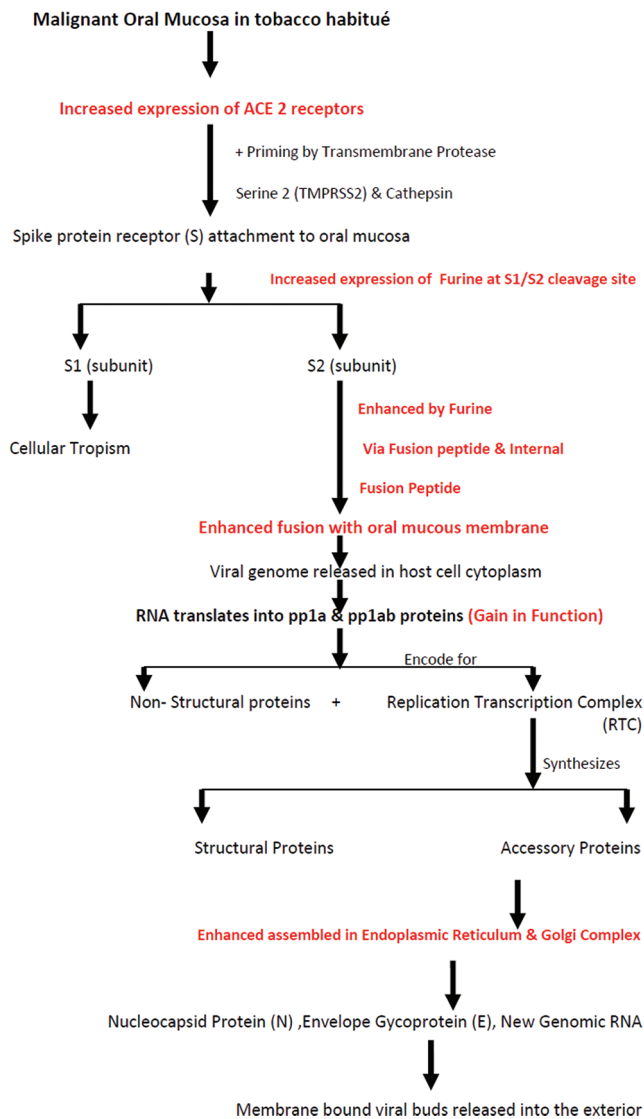 Malignant Oral Mucosa in tobacco habitué
Increased expression of ACE 2 receptors
+ Priming by Transmembrane Protease
Serine 2 (TMPRSS2) & Cathepsin
Spike protein receptor (S) attachment to oral mucosa
Increased expression of Furine at S1/S2 cleavage site
S1 (subunit)
S2 (subunit)
Enhanced by Furine
Cellular Tropism
Via Fusion peptide & Internal
Fusion Peptide
Enhanced fusion with oral mucous membrane
Viral genome released in host cell cytoplasm
RNA translates into pp1a & pp1ab proteins (Gain in Function)
Encode for
Non- Structural proteins +
Replication Transcription Complex
(RTC)
Synthesizes
Structural Proteins
Accessory Proteins
Enhanced assembled in Endoplasmic Reticulum & Golgi Complex
Nucleocapsid Protein (N) ,Envelope Gycoprotein (E), New Genomic RNA
Membrane bound viral buds released into the exterior